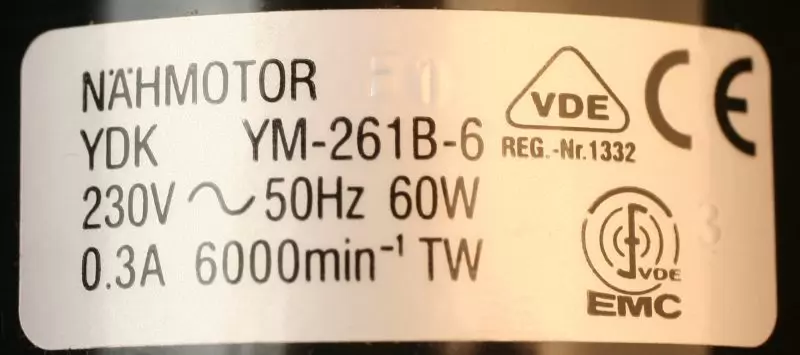 NÄHMOTOR
YDK YM-261B-6
230V ~ 50Hz 60W
0.3A 6000min⁻¹ TW
VDE
REG.-Nr.1332
CE
VDE
EMC